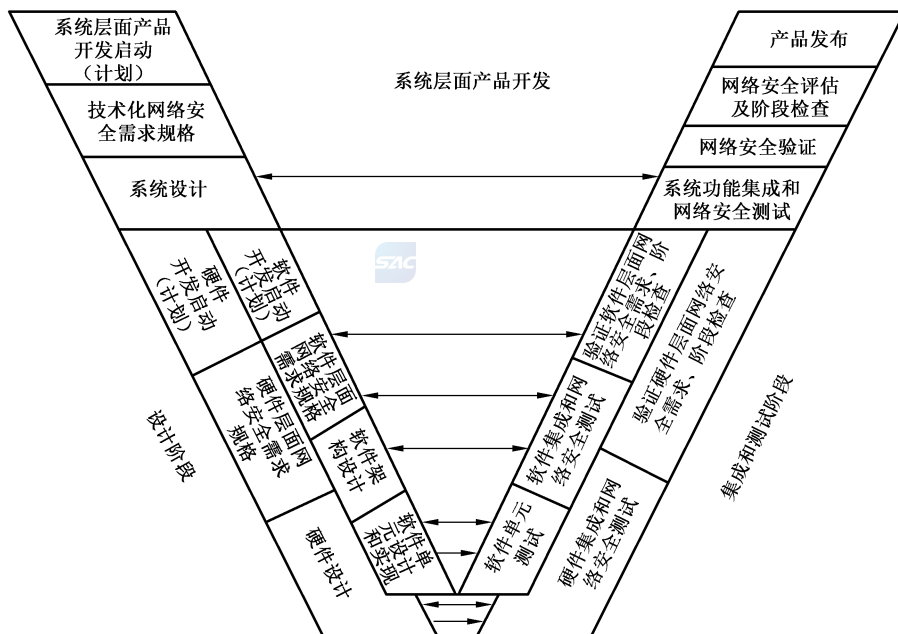 系统层面产品
开发启动
（计划）
技术化网络安
全需求规格
系统设计
系统层面产品开发
产品发布
网络安全评估
及阶段检查
网络安全验证
系统功能集成和
网络安全测试
SAC
硬件
开发启动
（计划）
软件
开发启动
（计划）
硬件层面网
络安全需求
规格
软件层面
网络安全
需求规格
软件架
构设计
软件单
元设计
和实现
硬件设计
设计阶段
验证软件层面网
络安全需求、阶
段检查
软件集成和网
络安全测试
软件单元
测试
验证硬件层面网络安
全需求、阶段检查
硬件集成和网
络安全测试
集成和测试阶段